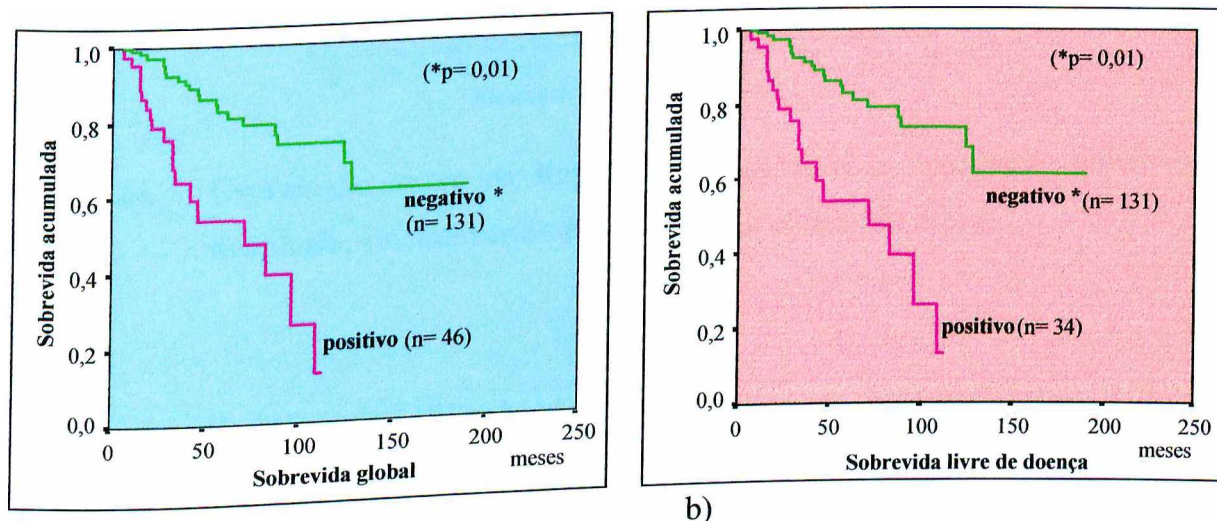 Sobrevida acumulada
1,0
0,8
0,6
0,4
0,2
0,0
(*p= 0,01)
negativo *
(n= 131)
positivo (n= 46)
0
50
100
150
200
250
meses
Sobrevida global
Sobrevida acumulada
1,0
0,8
0,6
0,4
0,2
0,0
(*p= 0,01)
negativo * (n= 131)
positivo (n= 34)
0
50
100
150
200
250
meses
Sobrevida livre de doença
b)